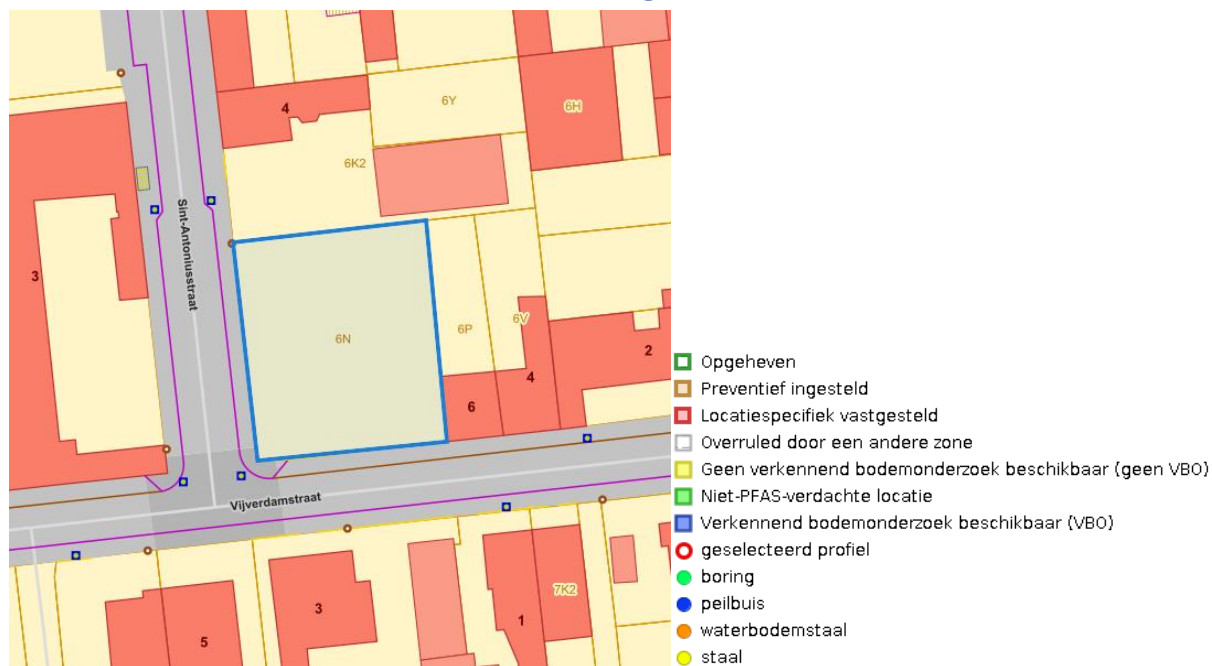 4
6Y
6H
6K2
Sint-Antoniusstraat
3
6N
6P
6V
2
4
6
Vijverdamstraat
3
5
1
7K2
Opgeheven
Preventief ingesteld
Locatiespecifiek vastgesteld
Overruled door een andere zone
Geen verkennend bodemonderzoek beschikbaar (geen VBO)
Niet-PFAS-verdachte locatie
Verkennend bodemonderzoek beschikbaar (VBO)
geselecteerd profiel
boring
peilbuis
waterbodemstaal
staal